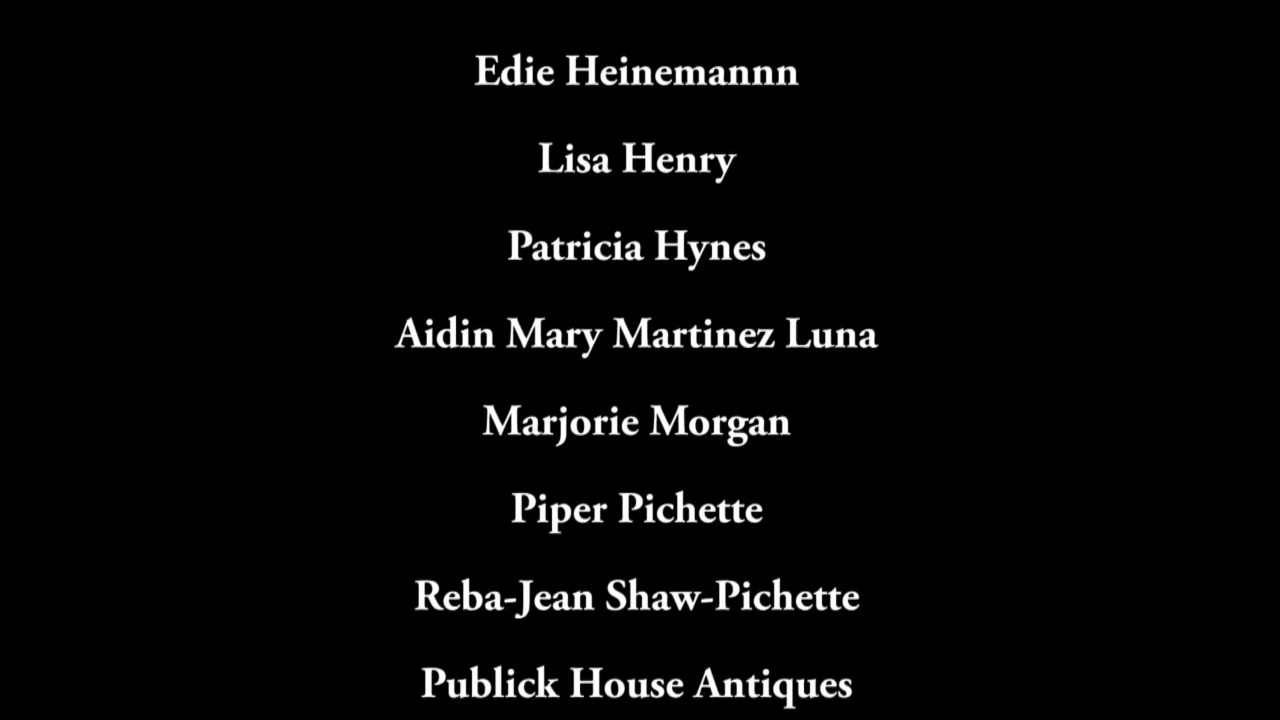 Edie Heinemannn
Lisa Henry
Patricia Hynes
Aidin Mary Martinez Luna
Marjorie Morgan
Piper Pichette
Reba-Jean Shaw-Pichette
Publick House Antiques